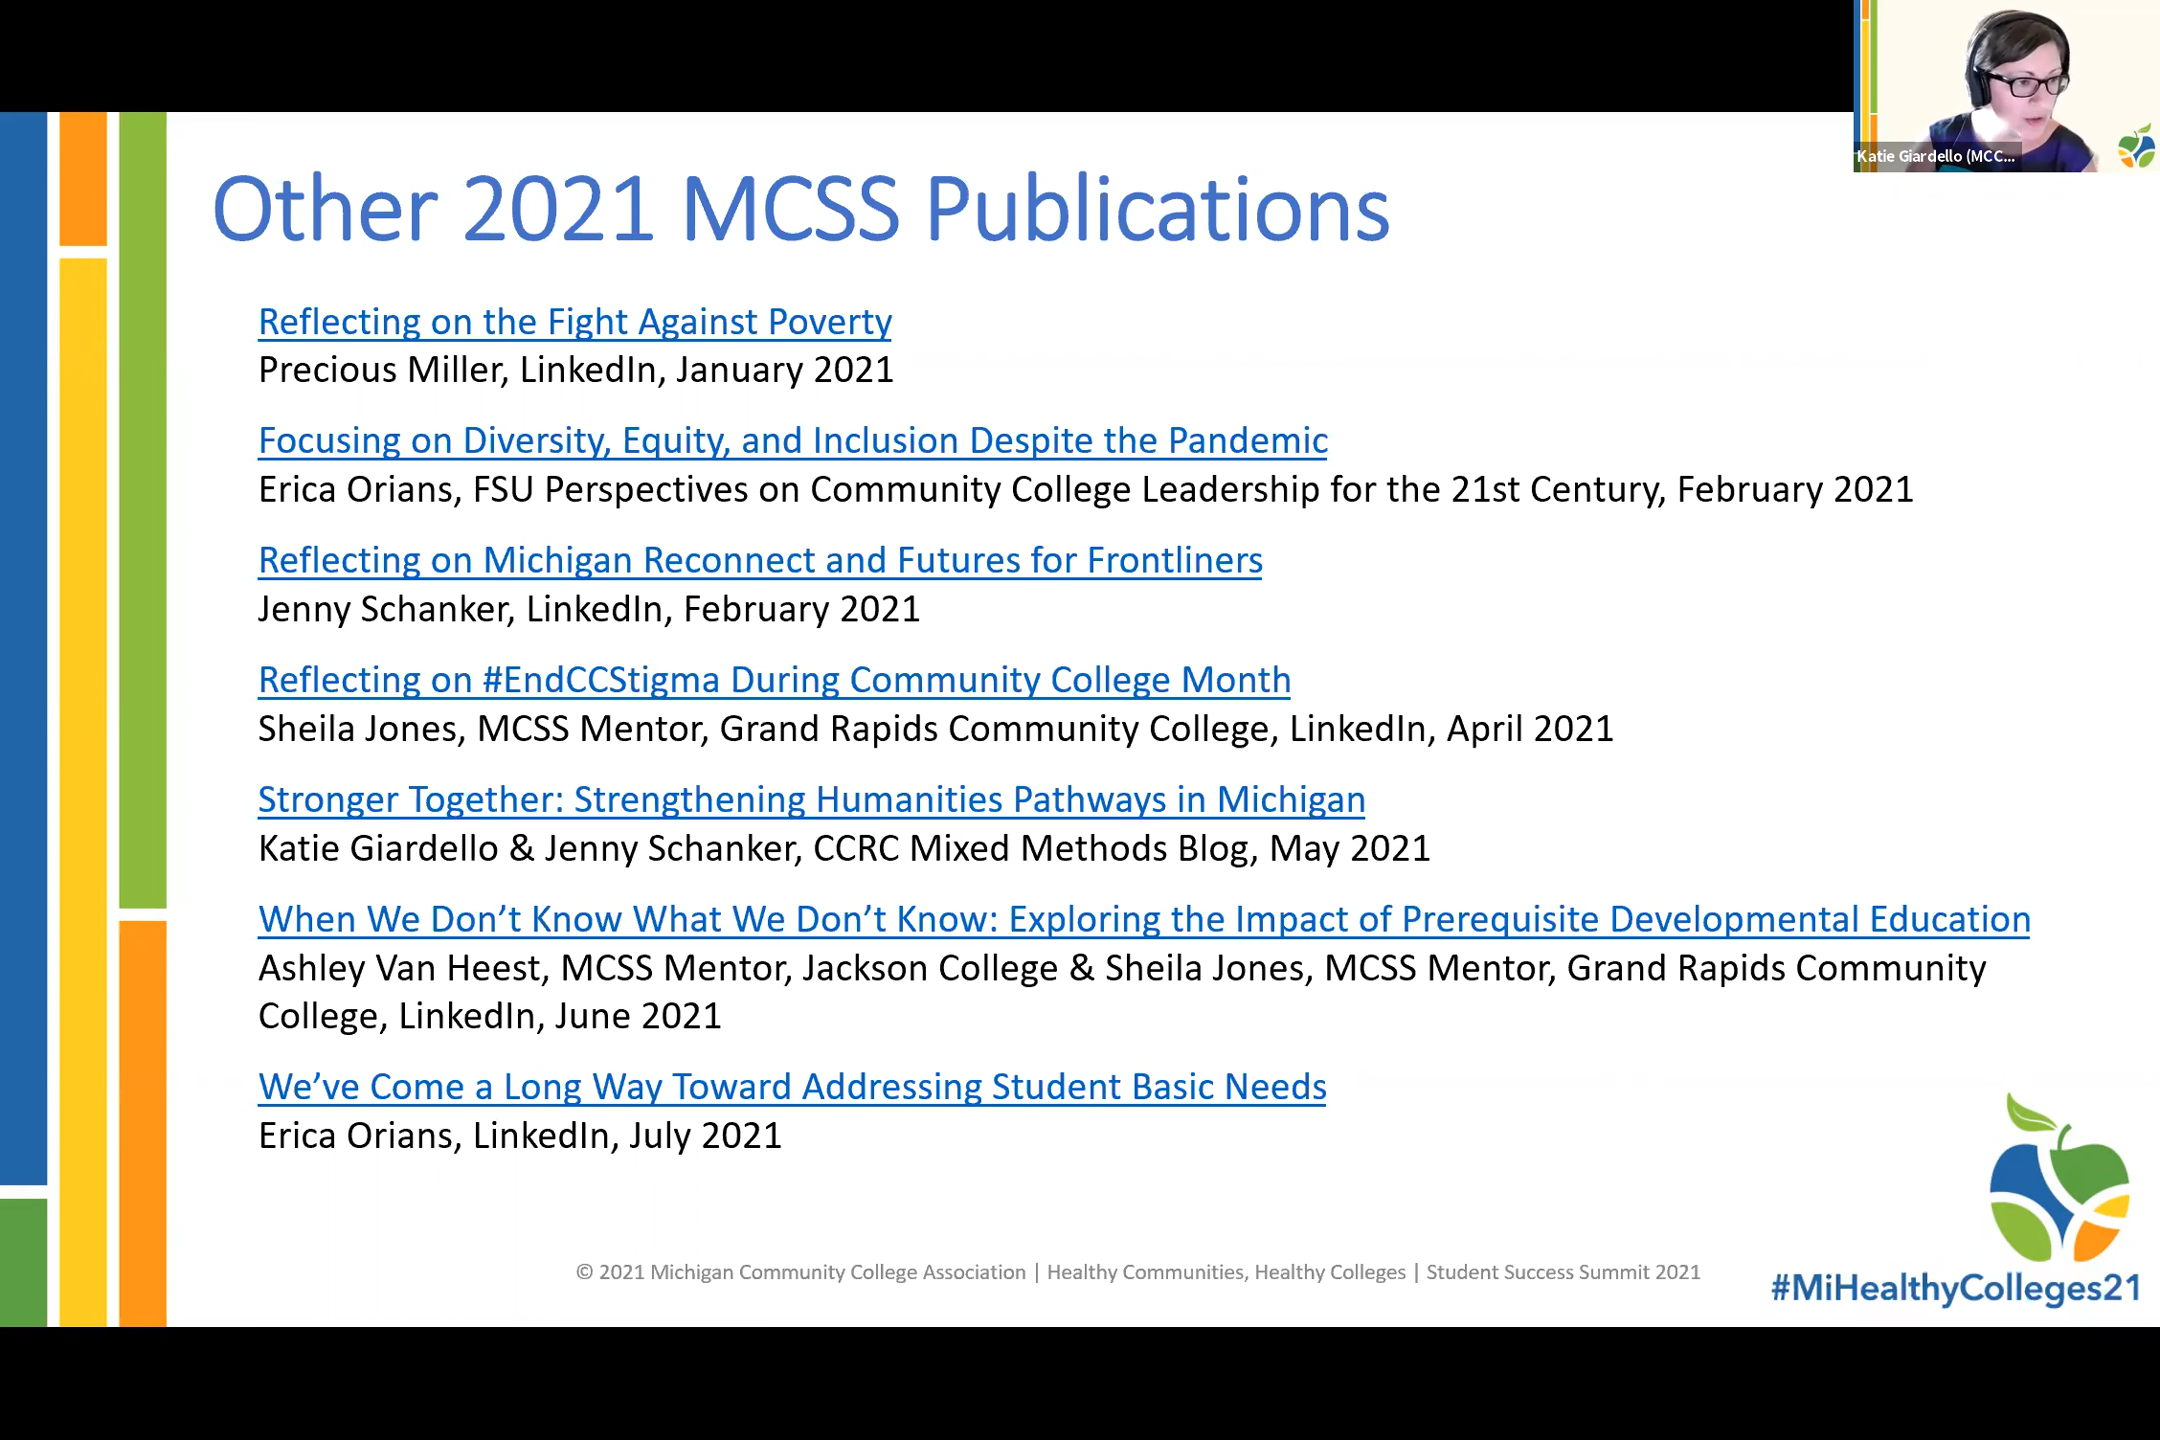 Katie Giardello (MCC...
Other 2021 MCSS Publications
Reflecting on the Fight Against Poverty
Precious Miller, LinkedIn, January 2021
Focusing on Diversity, Equity, and Inclusion Despite the Pandemic
Erica Orians, FSU Perspectives on Community College Leadership for the 21st Century, February 2021
Reflecting on Michigan Reconnect and Futures for Frontliners
Jenny Schanker, LinkedIn, February 2021
Reflecting on #EndCCStigma During Community College Month
Sheila Jones, MCSS Mentor, Grand Rapids Community College, LinkedIn, April 2021
Stronger Together: Strengthening Humanities Pathways in Michigan
Katie Giardello & Jenny Schanker, CCRC Mixed Methods Blog, May 2021
When We Don’t Know What We Don’t Know: Exploring the Impact of Prerequisite Developmental Education
Ashley Van Heest, MCSS Mentor, Jackson College & Sheila Jones, MCSS Mentor, Grand Rapids Community
College, LinkedIn, June 2021
We’ve Come a Long Way Toward Addressing Student Basic Needs
Erica Orians, LinkedIn, July 2021
© 2021 Michigan Community College Association | Healthy Communities, Healthy Colleges | Student Success Summit 2021
#MiHealthyColleges21